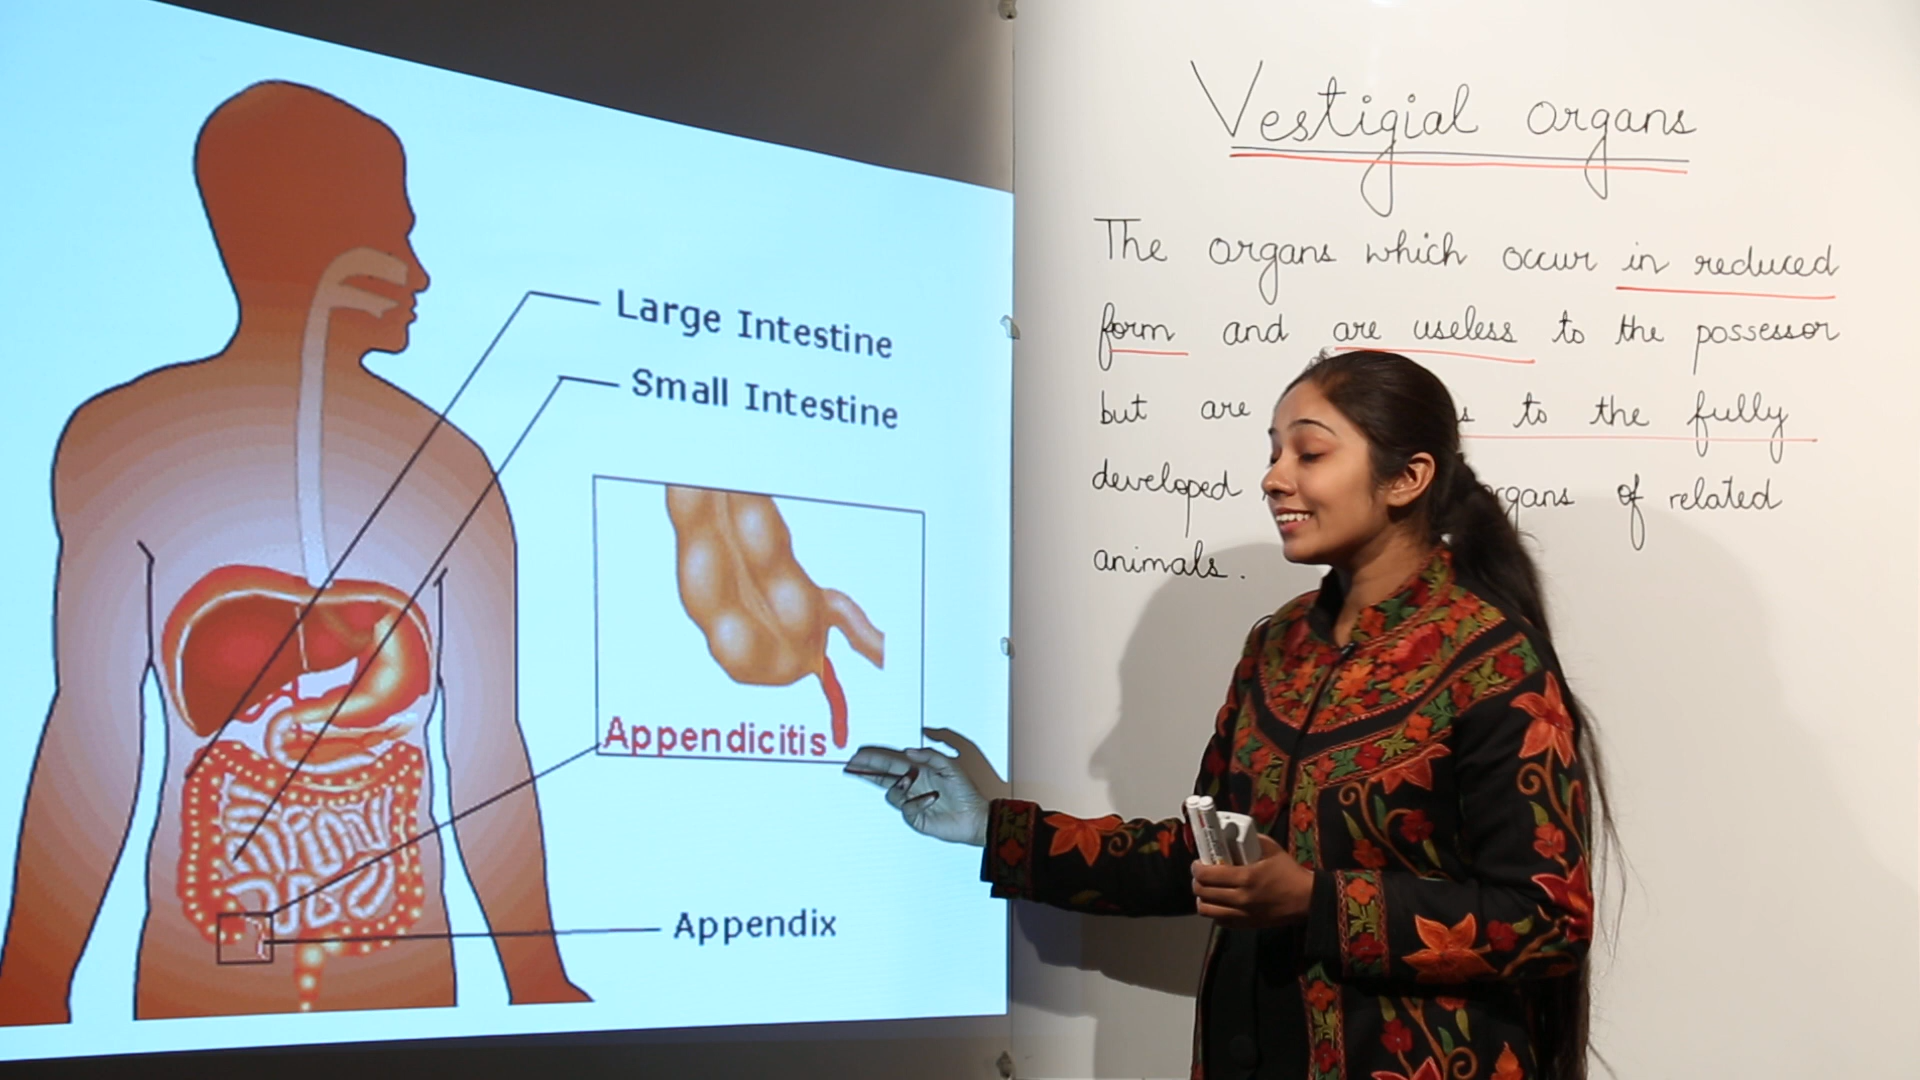 Large Intestine
Small Intestine
Appendicitis
Appendix
Vestigial organs
The organs which occur in reduced
form and are useless to the possessor
but are to the fully
developed organs of related
animals.